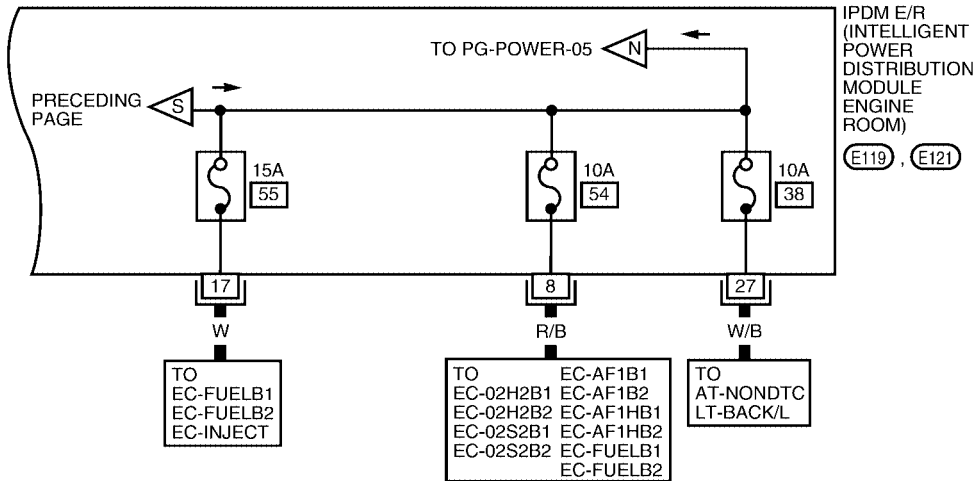 TO PG-POWER-05
N
IPDM E/R
(INTELLIGENT
POWER
DISTRIBUTION
MODULE
ENGINE
ROOM)
E119 , E121
PRECEDING
PAGE
S
15A
55
10A
54
10A
38
17
8
27
W
R/B
W/B
TO
EC-FUELB1
EC-FUELB2
EC-INJECT
TO EC-AF1B1
EC-02H2B1 EC-AF1B2
EC-02H2B2 EC-AF1HB1
EC-02S2B1 EC-AF1HB2
EC-02S2B2 EC-FUELB1
EC-FUELB2
TO
AT-NONDTC
LT-BACK/L